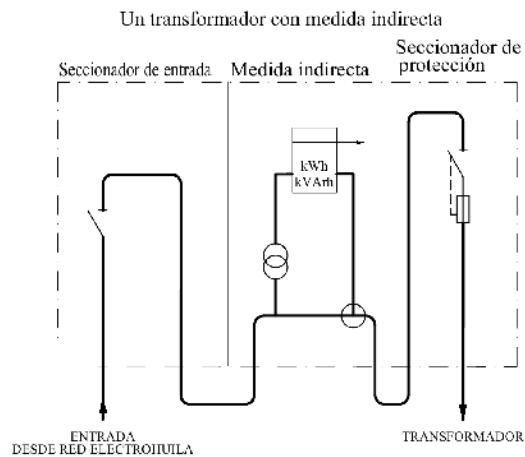 Un transformador con medida indirecta
Seccionador de entrada
Medida indirecta
Seccionador de
protección
kWh
kVArh
ENTRADA
DESDE RED ELECTROHUILA
TRANSFORMADOR